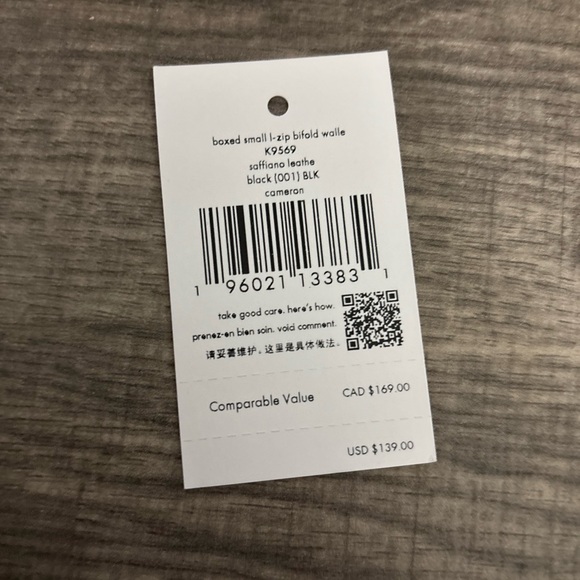 boxed small l-zip bifold walle
K9569
saffiano leathe
black (001) BLK
cameron
1 96021 13383 1
take good care. here's how.
prenez-en bien soin. void comment.
请妥善维护。这里是具体做法。
Comparable Value CAD $169.00
USD $139.00